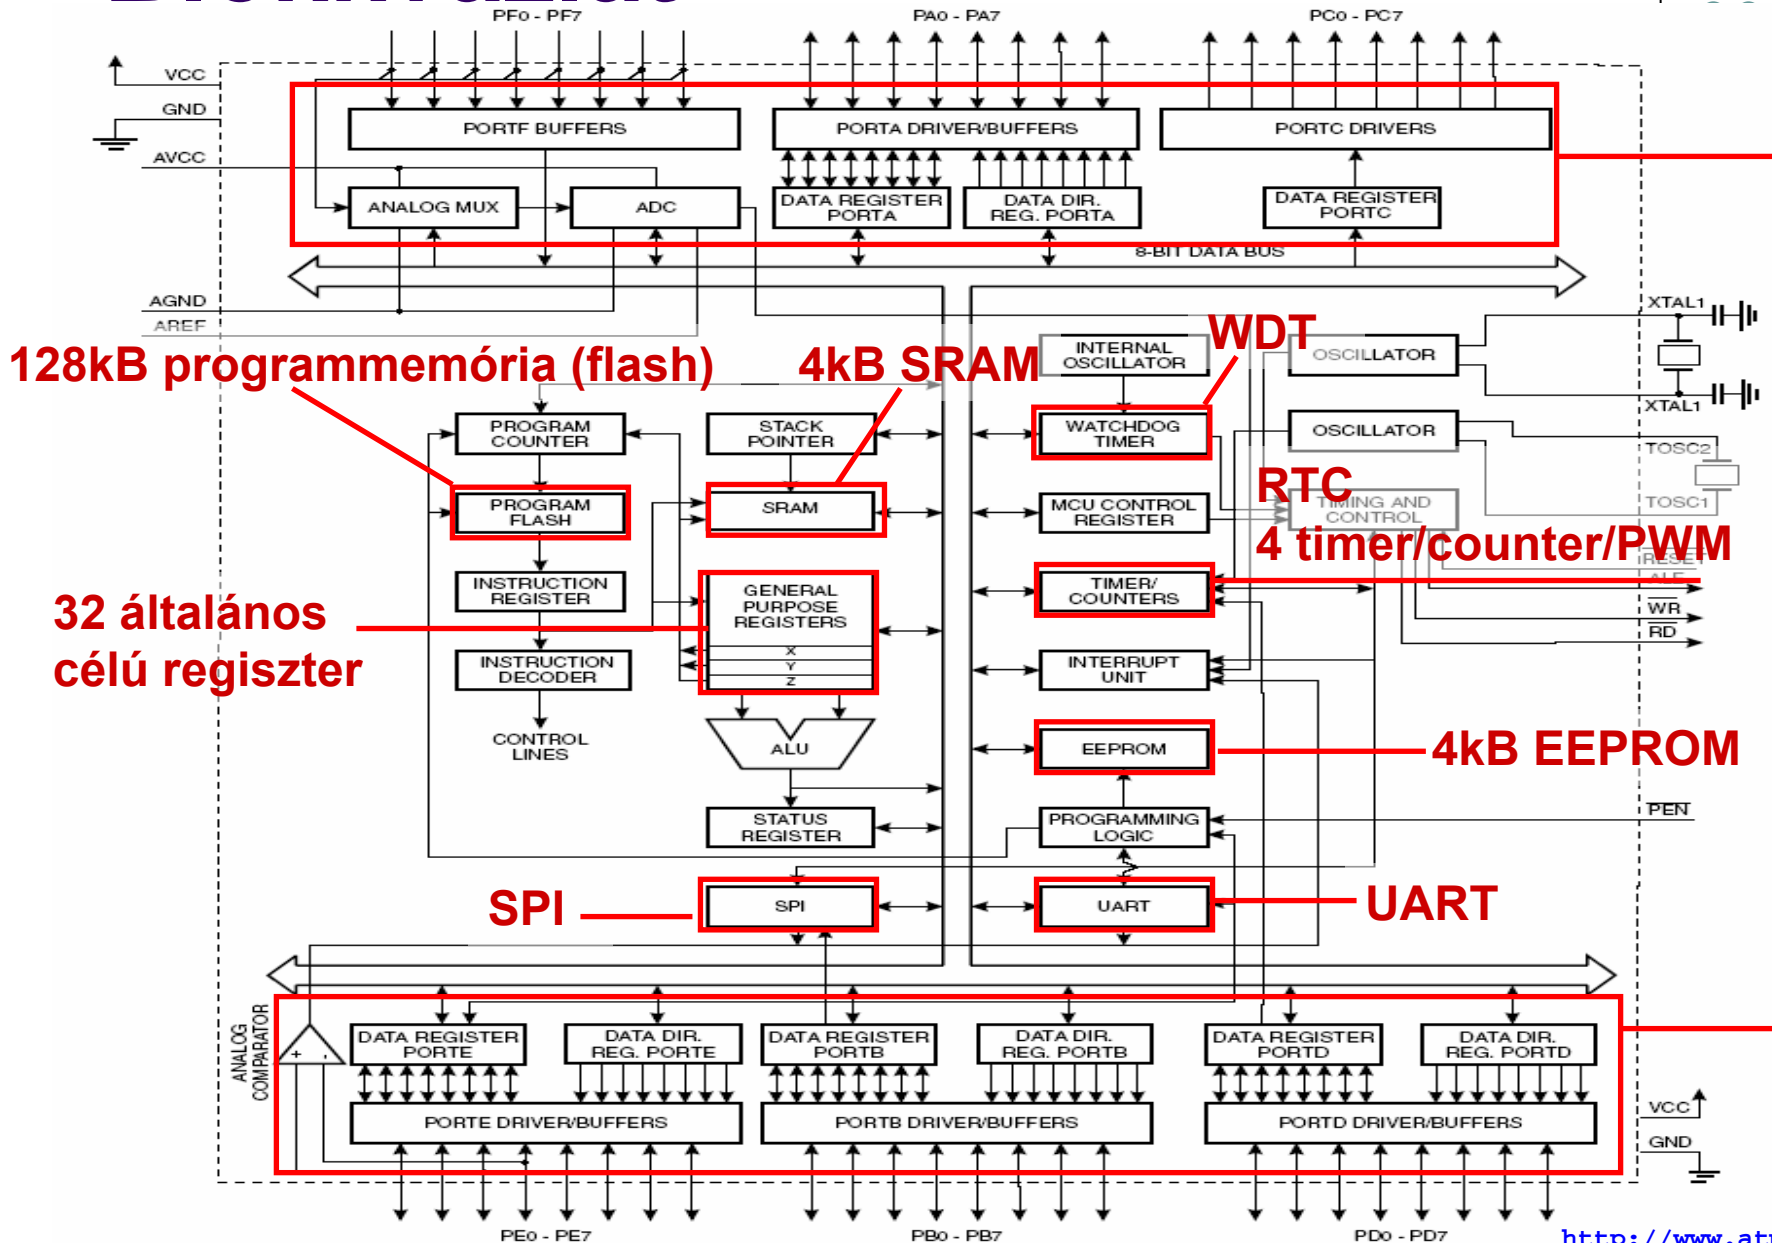 PF0 - PF7
PA0 - PA7
PC0 - PC7
VCC
GND
AVCC
AGND
AREF
PORTF BUFFERS
PORTA DRIVER/BUFFERS
PORTC DRIVERS
ANALOG MUX
ADC
DATA REGISTER
PORTA
DATA DIR.
REG. PORTA
DATA REGISTER
PORTC
8-BIT DATA BUS
XTAL1
XTAL1
TOSC2
TOSC1
128kB programmemória (flash)
4kB SRAM
WDT
INTERNAL
OSCILLATOR
OSCILLATOR
PROGRAM
COUNTER
STACK
POINTER
WATCHDOG
TIMER
OSCILLATOR
PROGRAM
FLASH
SRAM
MCU CONTROL
REGISTER
RTC
TIMING AND
CONTROL
4 timer/counter/PWM
RESET
ALE
WR
RD
INSTRUCTION
REGISTER
GENERAL
PURPOSE
REGISTERS
X
Y
Z
TIMER/
COUNTERS
32 általános
célú regiszter
INSTRUCTION
DECODER
INTERRUPT
UNIT
CONTROL
LINES
ALU
EEPROM
4kB EEPROM
STATUS
REGISTER
PROGRAMMING
LOGIC
PEN
SPI
SPI
UART
UART
ANALOG
COMPARATOR
+
-
DATA REGISTER
PORTE
DATA DIR.
REG. PORTE
DATA REGISTER
PORTB
DATA DIR.
REG. PORTB
DATA REGISTER
PORTD
DATA DIR.
REG. PORTD
PORTE DRIVER/BUFFERS
PORTB DRIVER/BUFFERS
PORTD DRIVER/BUFFERS
VCC
GND
PE0 - PE7
PB0 - PB7
PD0 - PD7